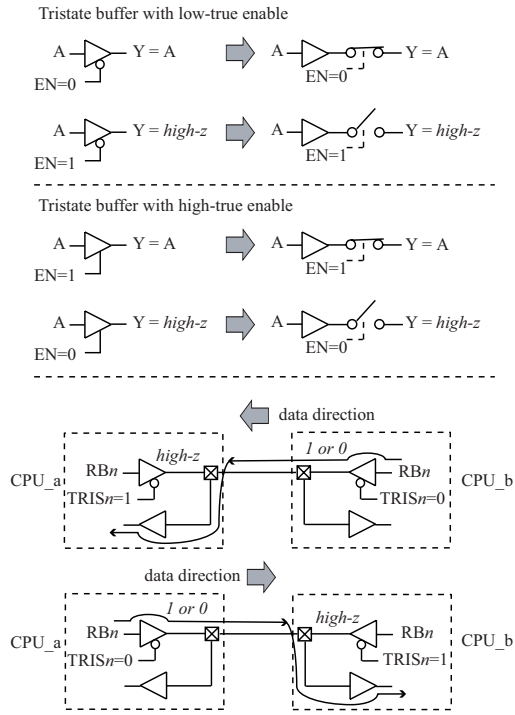 Tristate buffer with low-true enable
A Y = A A Y = A
EN=0 EN=0
A Y = high-z A Y = high-z
EN=1 EN=1
Tristate buffer with high-true enable
A Y = A A Y = A
EN=1 EN=1
A Y = high-z A Y = high-z
EN=0 EN=0
data direction
high-z 1 or 0
CPU_a RBn RBn CPU_b
TRISn=1 TRISn=0
data direction
1 or 0 high-z
CPU_a RBn RBn CPU_b
TRISn=0 TRISn=1